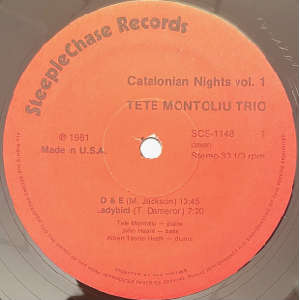 SteepleChase Records
Catalonian Nights vol. 1
TETE MONTOLIU TRIO
℗ 1981
Made in U.S.A.
SCS-1148 1
Stereo 33 1/3 rpm
D & E (M. Jackson) 13:45
Ladybird (T. Dameron) 7:20
Tete Montoliu — piano
John Heard — bass
Albert Tootie Heath — drums